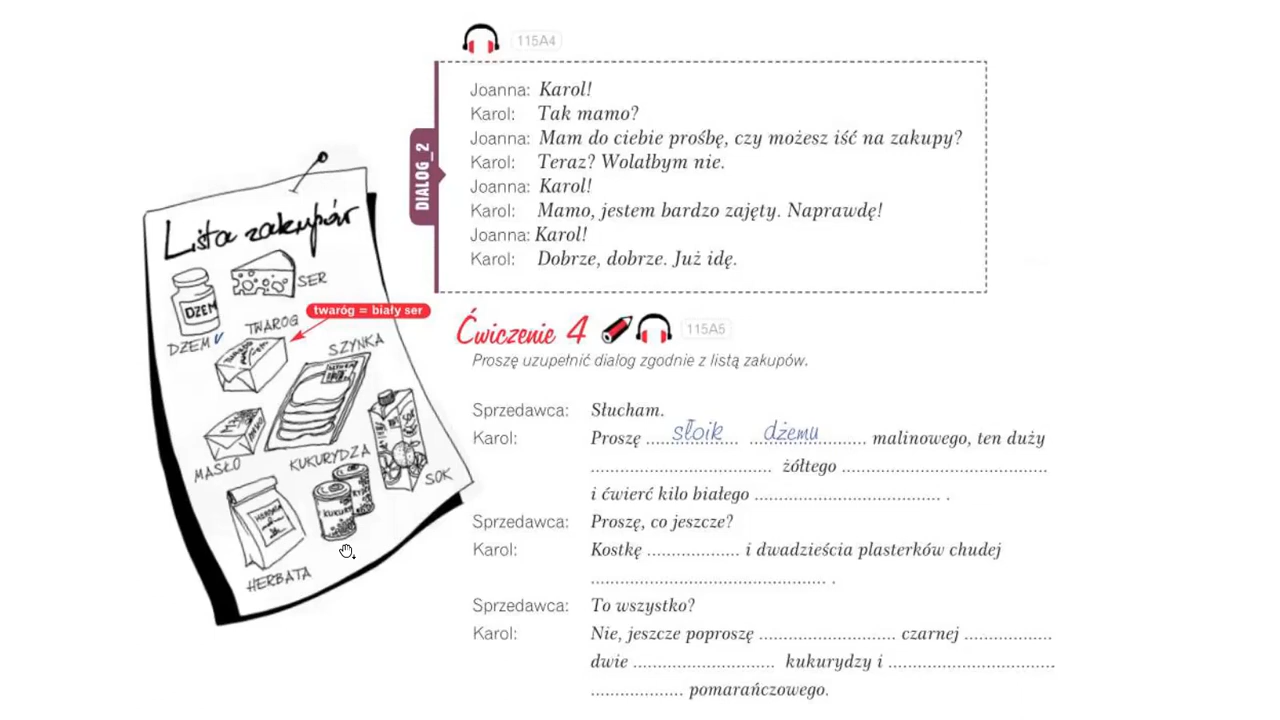 115A4
DIALOG_2
Joanna: Karol!
Karol: Tak mamo?
Joanna: Mam do ciebie prośbę, czy możesz iść na zakupy?
Karol: Teraz? Wolałbym nie.
Joanna: Karol!
Karol: Mamo, jestem bardzo zajęty. Naprawdę!
Joanna: Karol!
Karol: Dobrze, dobrze. Już idę.
Lista zakupów
SER
DŻEM
DŻEM
TWARÓG
twaróg = biały ser
SZYNKA
MASŁO
KUKURYDZA
SOK
HERBATA
Ćwiczenie 4
115A5
Proszę uzupełnić dialog zgodnie z listą zakupów.
Sprzedawca: Słucham.
Karol: Proszę słoik dżemu malinowego, ten duży
.............................................. żółtego ....................................................
i ćwierć kilo białego ............................................... .
Sprzedawca: Proszę, co jeszcze?
Karol: Kostkę ....................... i dwadzieścia plasterków chudej
........................................................... .
Sprzedawca: To wszystko?
Karol: Nie, jeszcze poproszę ................................... czarnej ......................
dwie .................................... kukurydzy i ..........................................
....................... pomarańczowego.